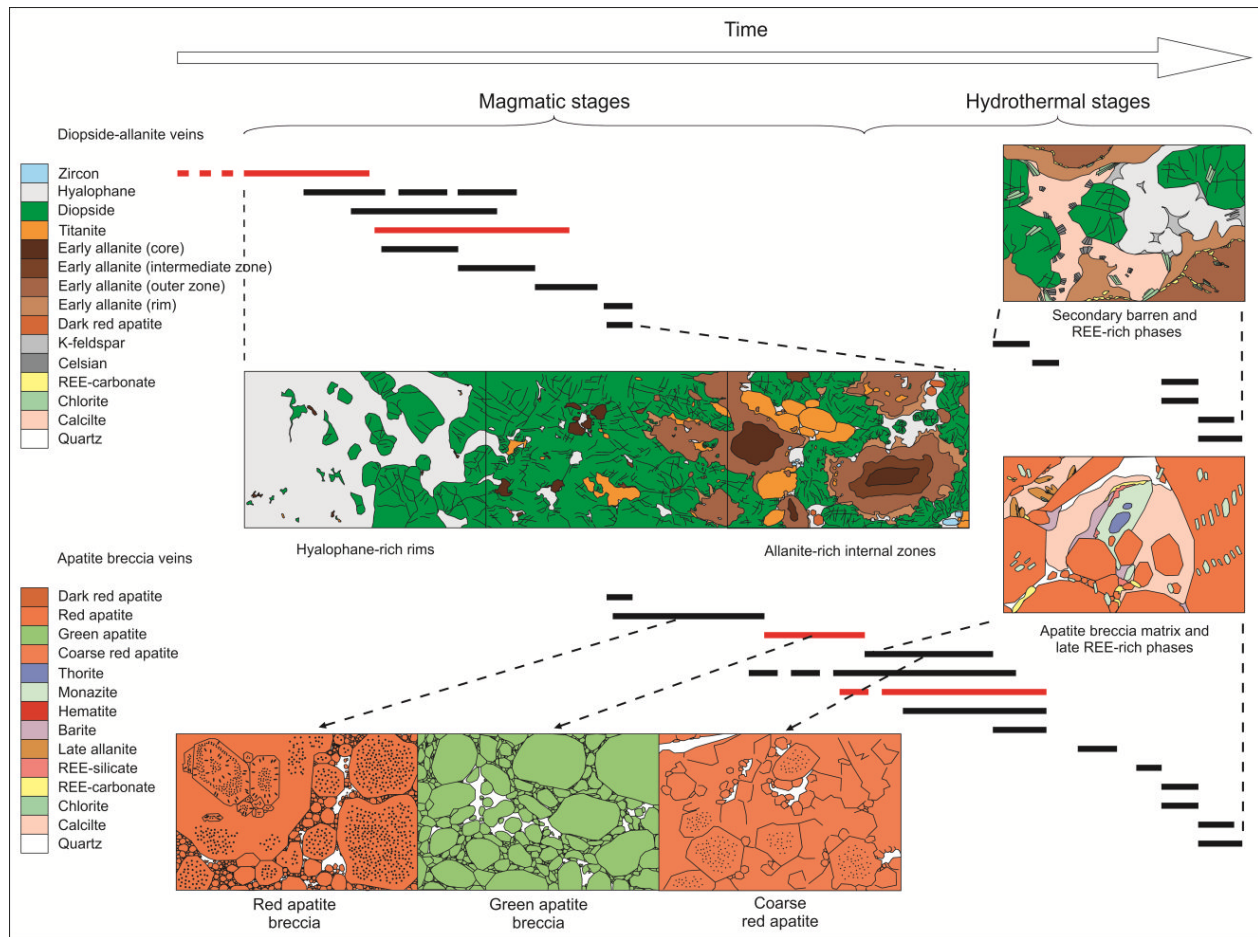 Time
Magmatic stages
Hydrothermal stages
Diopside-allanite veins
Zircon
Hyalophane
Diopside
Titanite
Early allanite (core)
Early allanite (intermediate zone)
Early allanite (outer zone)
Early allanite (rim)
Dark red apatite
K-feldspar
Celsian
REE-carbonate
Chlorite
Calcilte
Quartz
Secondary barren and
REE-rich phases
Hyalophane-rich rims
Allanite-rich internal zones
Apatite breccia veins
Dark red apatite
Red apatite
Green apatite
Coarse red apatite
Thorite
Monazite
Hematite
Barite
Late allanite
REE-silicate
REE-carbonate
Chlorite
Calcilte
Quartz
Apatite breccia matrix and
late REE-rich phases
Red apatite
breccia
Green apatite
breccia
Coarse
red apatite